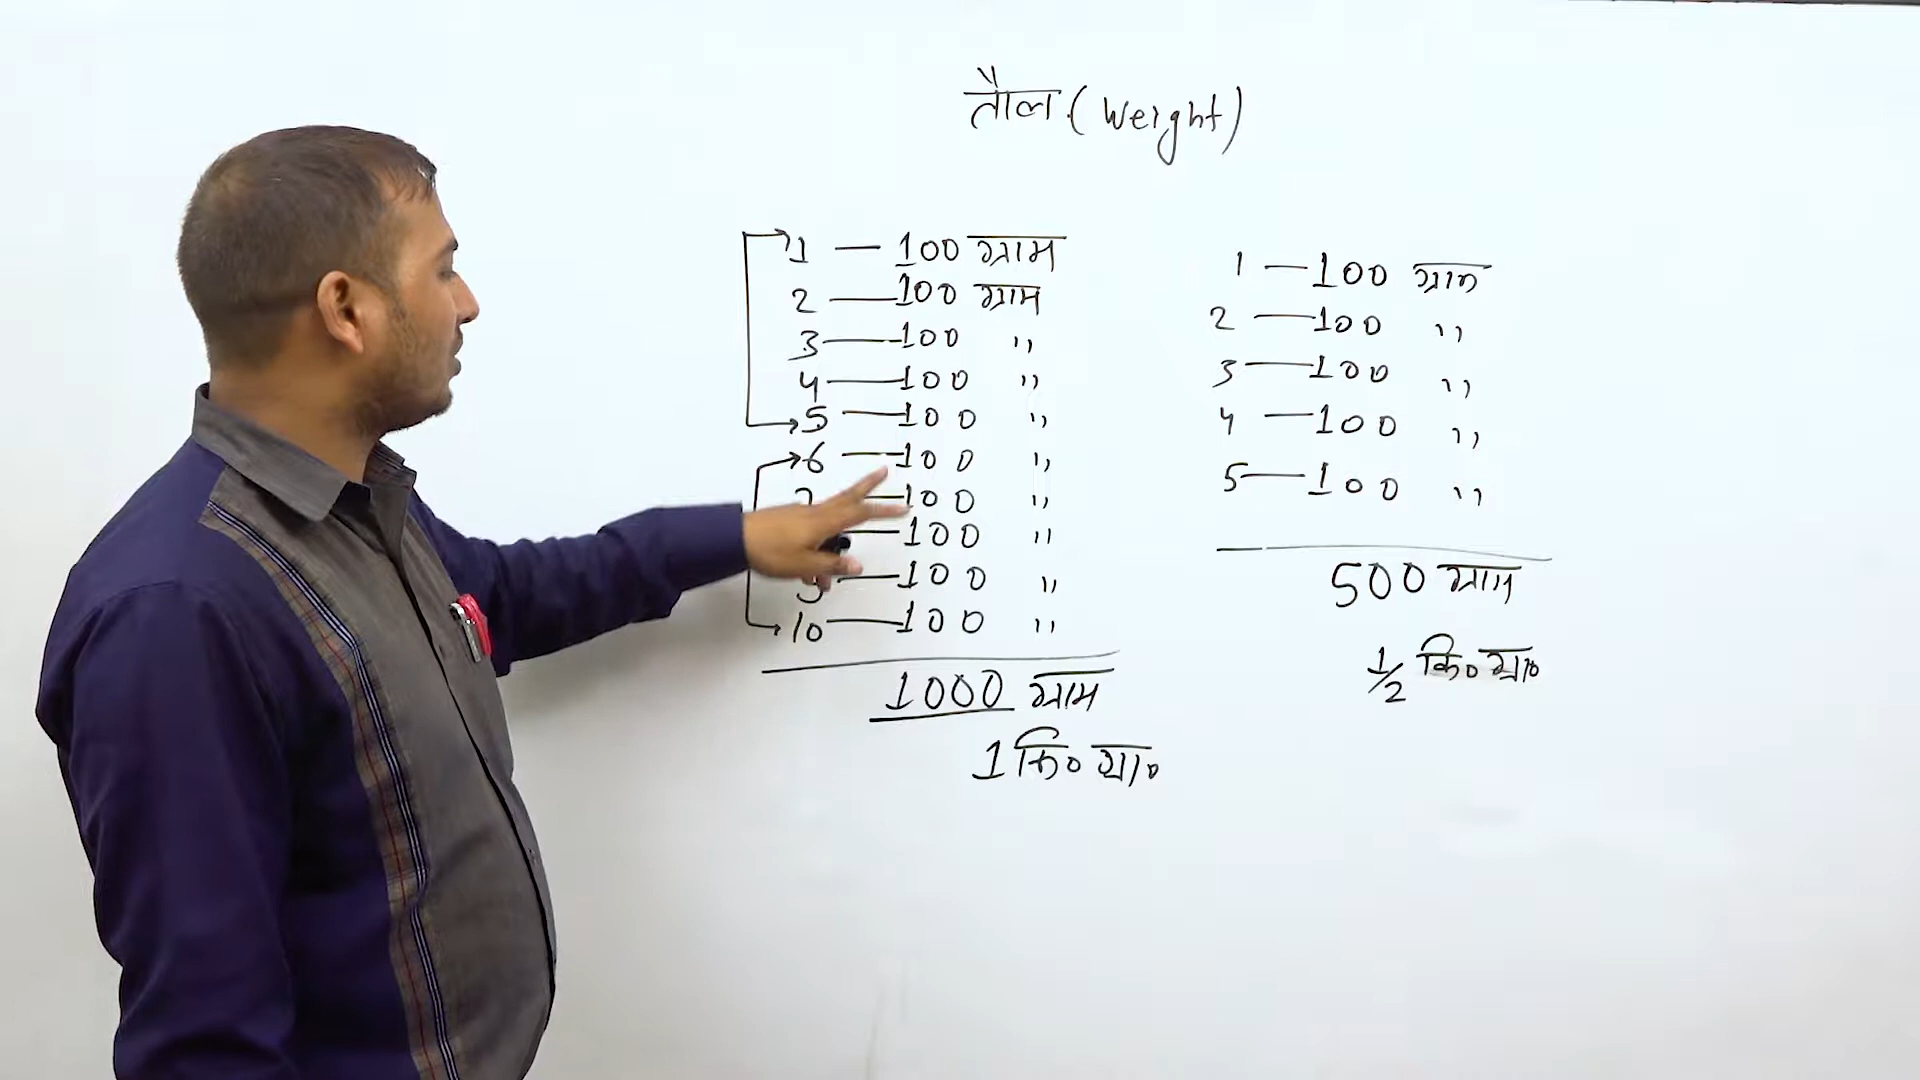 तौल (Weight)
1 — 100 ग्राम
2 — 100 ग्राम
3 — 100 ,,
4 — 100 ,,
5 — 100 ,,
6 — 100 ,,
— 100 ,,
— 100 ,,
— 100 ,,
10 — 100 ,,
1000 ग्राम
1 कि० ग्रा०
1 — 100 ग्राम
2 — 100 ,,
3 — 100 ,,
4 — 100 ,,
5 — 100 ,,
500 ग्राम
1/2 कि० ग्रा०